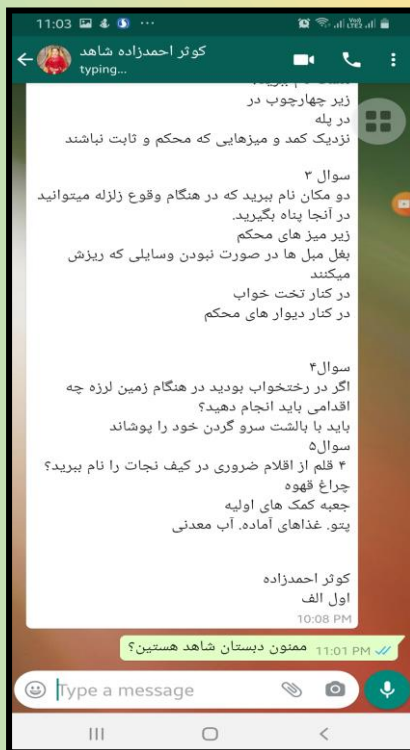 11:03
کوثر احمدزاده شاهد
typing...
زیر چهارچوب در
در پله
نزدیک کمد و میزهایی که محکم و ثابت نباشند
سوال ۳
دو مکان نام ببرید که در هنگام وقوع زلزله میتوانید
در آنجا پناه بگیرید.
زیر میز های محکم
بغل مبل ها در صورت نبودن وسایلی که ریزش
میکنند
در کنار تخت خواب
در کنار دیوار های محکم
سوال۴
اگر در رختخواب بودید در هنگام زمین لرزه چه
اقدامی باید انجام دهید؟
باید با بالشت سرو گردن خود را پوشاند
سوال۵
۴ قلم از اقلام ضروری در کیف نجات را نام ببرید؟
چراغ قهوه
جعبه کمک های اولیه
پتو. غذاهای آماده. آب معدنی
کوثر احمدزاده
اول الف
10:08 PM
ممنون دبستان شاهد هستین؟ 11:01 PM
Type a message